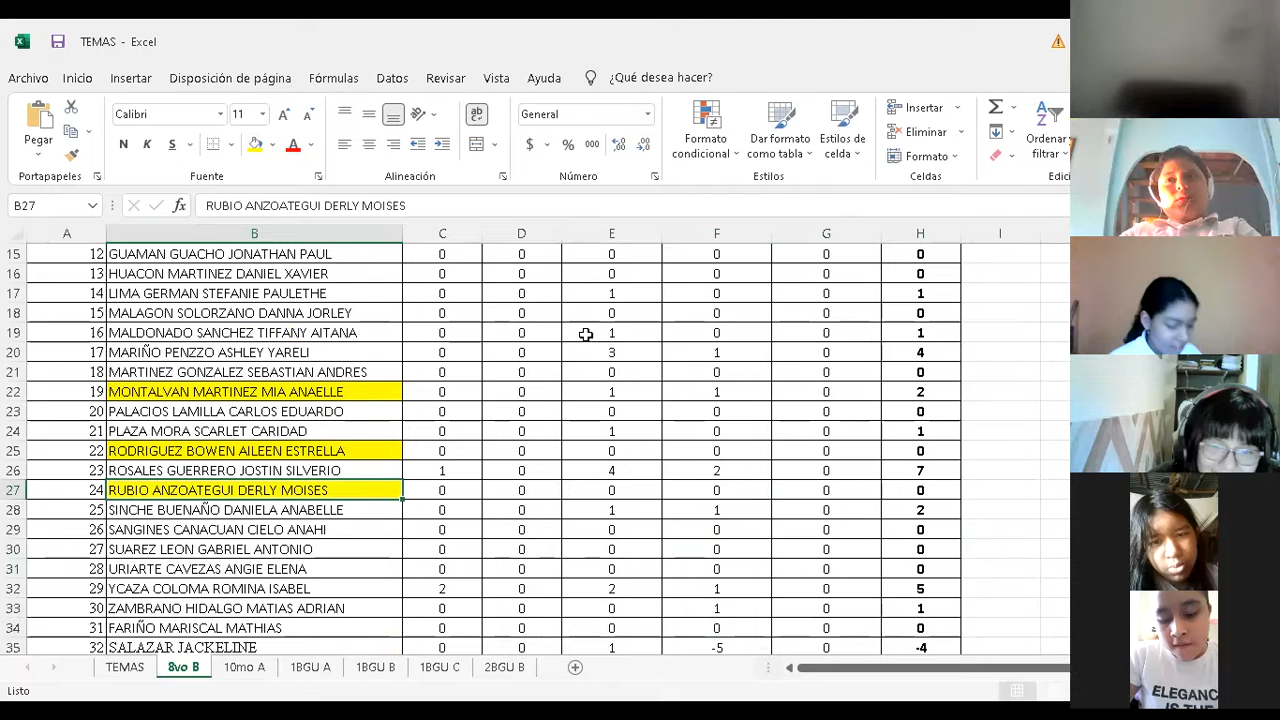 TEMAS - Excel
Archivo Inicio Insertar Disposición de página Fórmulas Datos Revisar Vista Ayuda ¿Qué desea hacer?
Pegar Calibri 11 N K S General $ % 000 Formato condicional Dar formato como tabla Estilos de celda Insertar Eliminar Formato Ordenar filtrar
Portapapeles Fuente Alineación Número Estilos Celdas Edici
B27 fx RUBIO ANZOATEGUI DERLY MOISES
A B C D E F G H I
15 12 GUAMAN GUACHO JONATHAN PAUL 0 0 0 0 0 0
16 13 HUACON MARTINEZ DANIEL XAVIER 0 0 0 0 0 0
17 14 LIMA GERMAN STEFANIE PAULETHE 0 0 1 0 0 1
18 15 MALAGON SOLORZANO DANNA JORLEY 0 0 0 0 0 0
19 16 MALDONADO SANCHEZ TIFFANY AITANA 0 0 1 0 0 1
20 17 MARIÑO PENZZO ASHLEY YARELI 0 0 3 1 0 4
21 18 MARTINEZ GONZALEZ SEBASTIAN ANDRES 0 0 0 0 0 0
22 19 MONTALVAN MARTINEZ MIA ANAELLE 0 0 1 1 0 2
23 20 PALACIOS LAMILLA CARLOS EDUARDO 0 0 0 0 0 0
24 21 PLAZA MORA SCARLET CARIDAD 0 0 1 0 0 1
25 22 RODRIGUEZ BOWEN AILEEN ESTRELLA 0 0 0 0 0 0
26 23 ROSALES GUERRERO JOSTIN SILVERIO 1 0 4 2 0 7
27 24 RUBIO ANZOATEGUI DERLY MOISES 0 0 0 0 0 0
28 25 SINCHE BUENAÑO DANIELA ANABELLE 0 0 1 1 0 2
29 26 SANGINES CANACUAN CIELO ANAHI 0 0 0 0 0 0
30 27 SUAREZ LEON GABRIEL ANTONIO 0 0 0 0 0 0
31 28 URIARTE CAVEZAS ANGIE ELENA 0 0 0 0 0 0
32 29 YCAZA COLOMA ROMINA ISABEL 2 0 2 1 0 5
33 30 ZAMBRANO HIDALGO MATIAS ADRIAN 0 0 0 1 0 1
34 31 FARIÑO MARISCAL MATHIAS 0 0 0 0 0 0
35 32 SALAZAR JACKELINE 0 0 1 -5 0 -4
TEMAS 8vo B 10mo A 1BGU A 1BGU B 1BGU C 2BGU B
Listo
ELEGANC
IS THE